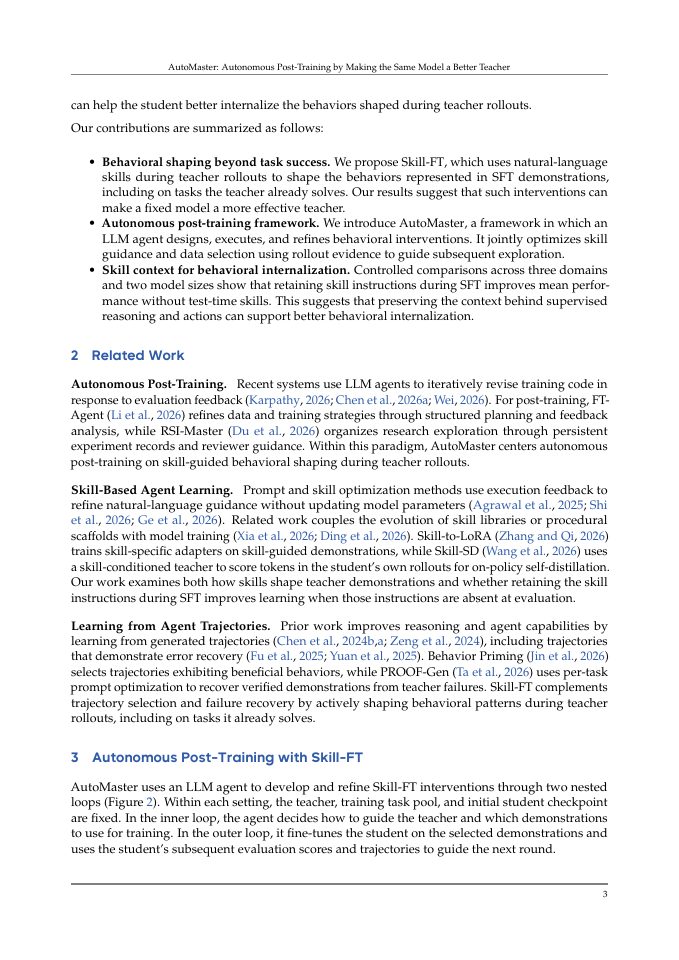 AutoMaster: Autonomous Post-Training by Making the Same Model a Better Teacher
can help the student better internalize the behaviors shaped during teacher rollouts.
Our contributions are summarized as follows:
• Behavioral shaping beyond task success. We propose Skill-FT, which uses natural-language
skills during teacher rollouts to shape the behaviors represented in SFT demonstrations,
including on tasks the teacher already solves. Our results suggest that such interventions can
make a fixed model a more effective teacher.
• Autonomous post-training framework. We introduce AutoMaster, a framework in which an
LLM agent designs, executes, and refines behavioral interventions. It jointly optimizes skill
guidance and data selection using rollout evidence to guide subsequent exploration.
• Skill context for behavioral internalization. Controlled comparisons across three domains
and two model sizes show that retaining skill instructions during SFT improves mean perfor-
mance without test-time skills. This suggests that preserving the context behind supervised
reasoning and actions can support better behavioral internalization.
2 Related Work
Autonomous Post-Training. Recent systems use LLM agents to iteratively revise training code in
response to evaluation feedback (Karpathy, 2026; Chen et al., 2026a; Wei, 2026). For post-training, FT-
Agent (Li et al., 2026) refines data and training strategies through structured planning and feedback
analysis, while RSI-Master (Du et al., 2026) organizes research exploration through persistent
experiment records and reviewer guidance. Within this paradigm, AutoMaster centers autonomous
post-training on skill-guided behavioral shaping during teacher rollouts.
Skill-Based Agent Learning. Prompt and skill optimization methods use execution feedback to
refine natural-language guidance without updating model parameters (Agrawal et al., 2025; Shi
et al., 2026; Ge et al., 2026). Related work couples the evolution of skill libraries or procedural
scaffolds with model training (Xia et al., 2026; Ding et al., 2026). Skill-to-LoRA (Zhang and Qi, 2026)
trains skill-specific adapters on skill-guided demonstrations, while Skill-SD (Wang et al., 2026) uses
a skill-conditioned teacher to score tokens in the student's own rollouts for on-policy self-distillation.
Our work examines both how skills shape teacher demonstrations and whether retaining the skill
instructions during SFT improves learning when those instructions are absent at evaluation.
Learning from Agent Trajectories. Prior work improves reasoning and agent capabilities by
learning from generated trajectories (Chen et al., 2024b,a; Zeng et al., 2024), including trajectories
that demonstrate error recovery (Fu et al., 2025; Yuan et al., 2025). Behavior Priming (Jin et al., 2026)
selects trajectories exhibiting beneficial behaviors, while PROOF-Gen (Ta et al., 2026) uses per-task
prompt optimization to recover verified demonstrations from teacher failures. Skill-FT complements
trajectory selection and failure recovery by actively shaping behavioral patterns during teacher
rollouts, including on tasks it already solves.
3 Autonomous Post-Training with Skill-FT
AutoMaster uses an LLM agent to develop and refine Skill-FT interventions through two nested
loops (Figure 2). Within each setting, the teacher, training task pool, and initial student checkpoint
are fixed. In the inner loop, the agent decides how to guide the teacher and which demonstrations
to use for training. In the outer loop, it fine-tunes the student on the selected demonstrations and
uses the student's subsequent evaluation scores and trajectories to guide the next round.
3